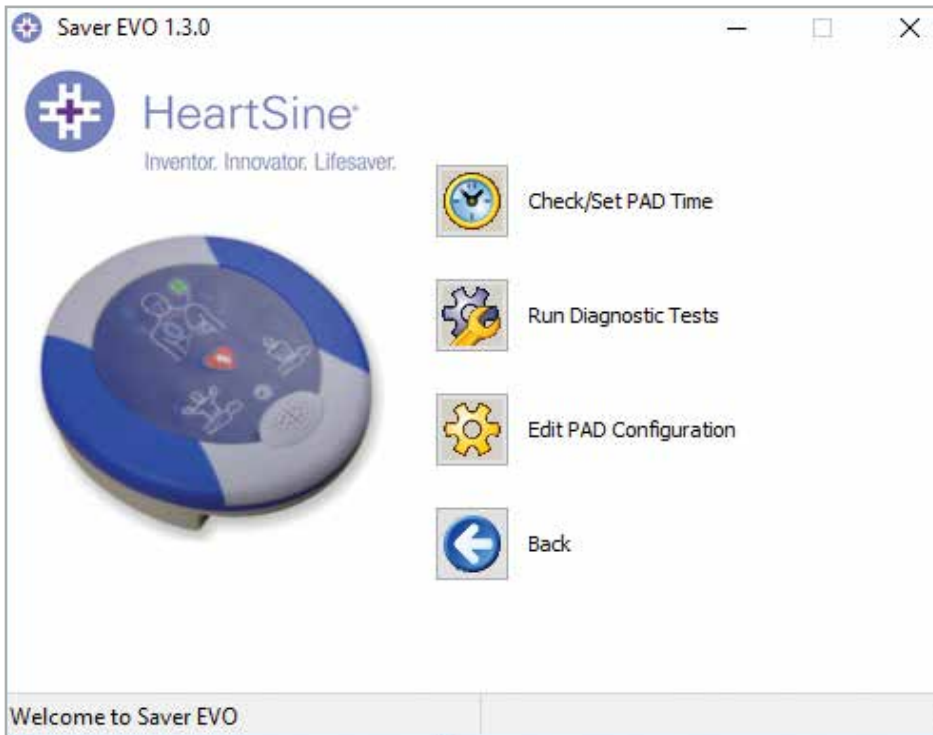 Saver EVO 1.3.0
HeartSine®
Inventor. Innovator. Lifesaver.
Check/Set PAD Time
Run Diagnostic Tests
Edit PAD Configuration
Back
Welcome to Saver EVO